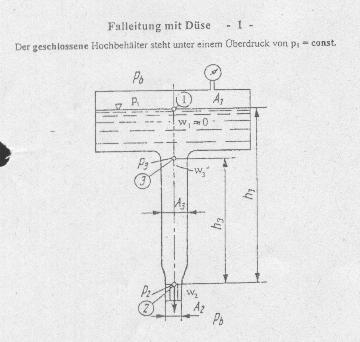 Falleitung mit Düse - 1 -
Der geschlossene Hochbehälter steht unter einem Überdruck von p₁ = const.
p_b
p₁
①
A₁
w₁ ≈ 0
p₃
③
w₃
A₃
h₃
h₁
p₂
②
w₂
A₂
p_b